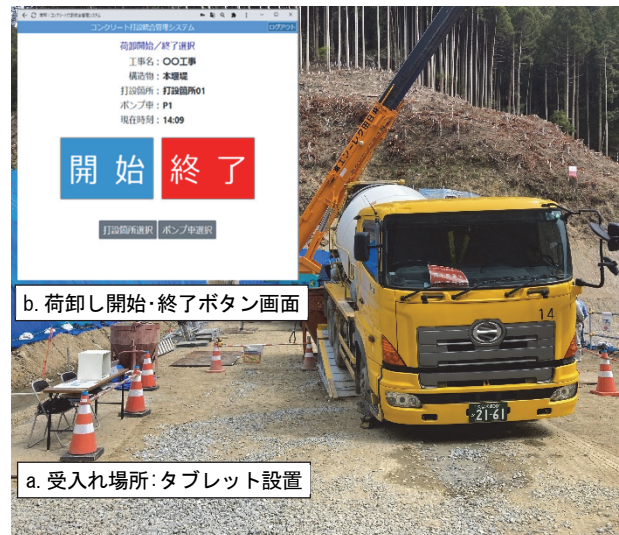 コンクリート打設統合管理システム
ログアウト
荷卸開始／終了選択
工事名：〇〇工事
構造物：本堰堤
打設箇所：打設箇所01
ポンプ車：P1
現在時刻：14:09
開 始
終 了
打設箇所選択
ポンプ車選択
b. 荷卸し開始･終了ボタン画面
14
21-61
a. 受入れ場所：タブレット設置